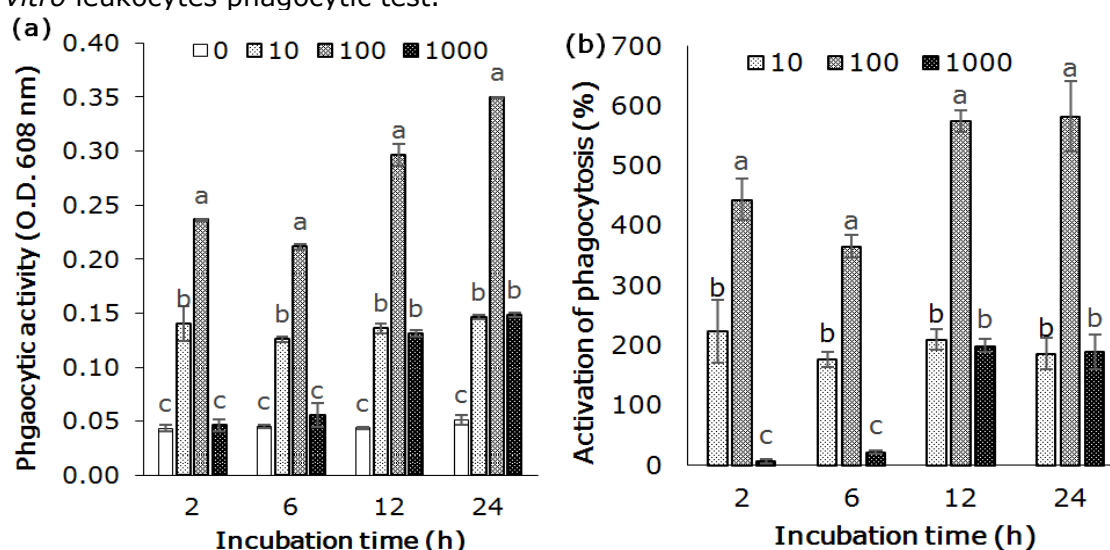 vitro leukocytes phagocytic test.
(a)
0.40
0.35
0.30
0.25
0.20
0.15
0.10
0.05
0.00
Phgaocytic activity (O.D. 608 nm)
0 10 100 1000
c b a c
c b a c
c b a b
c b a b
2 6 12 24
Incubation time (h)
(b)
700
600
500
400
300
200
100
0
Activation of phagocytosis (%)
10 100 1000
b a c
b a c
b a b
b a b
2 6 12 24
Incubation time (h)